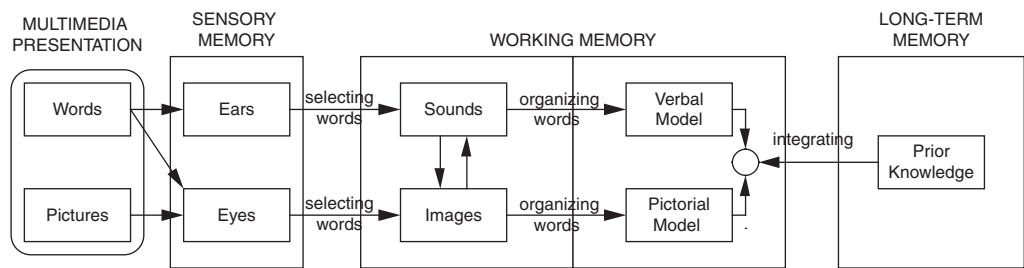 MULTIMEDIA
PRESENTATION
SENSORY
MEMORY
WORKING MEMORY
LONG-TERM
MEMORY
Words
Ears
selecting
words
Sounds
organizing
words
Verbal
Model
integrating
Prior
Knowledge
Pictures
Eyes
selecting
words
Images
organizing
words
Pictorial
Model